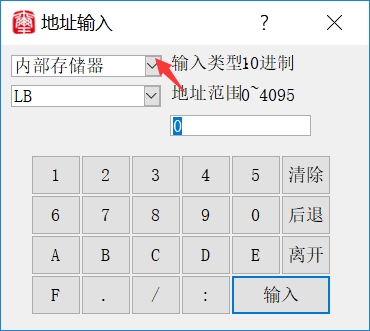 地址输入 ?
内部存储器 输入类型:10进制
LB 地址范围0~4095
0
1 2 3 4 5 清除
6 7 8 9 0 后退
A B C D E 离开
F . / : 输入